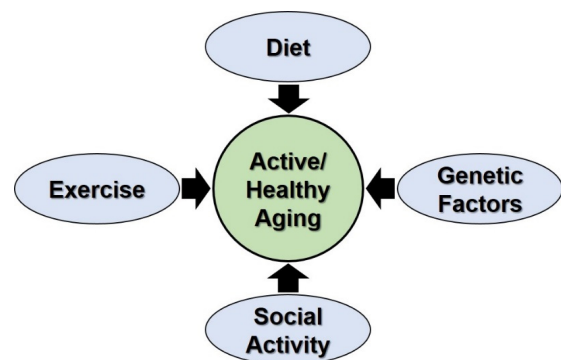 Diet
Exercise
Active/
Healthy
Aging
Genetic
Factors
Social
Activity